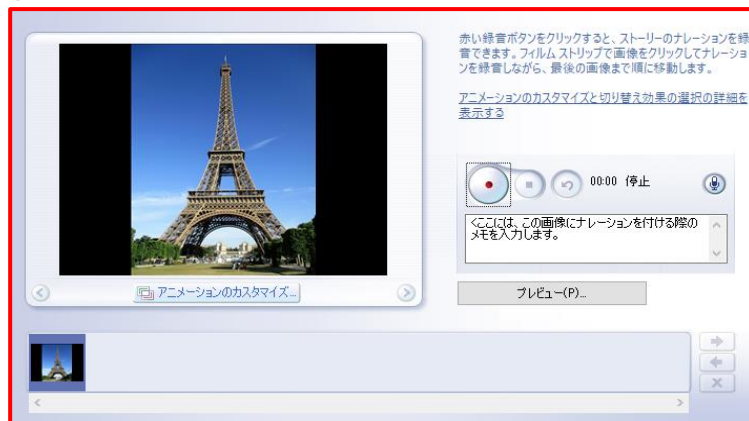 赤い録音ボタンをクリックすると、ストーリーのナレーションを録
音できます。フィルム ストリップで画像をクリックしてナレーショ
ンを録音しながら、最後の画像まで順に移動します。
アニメーションのカスタマイズと切り替え効果の選択の詳細を
表示する
00:00 停止
<ここには、この画像にナレーションを付ける際の
メモを入力します。
アニメーションのカスタマイズ...
プレビュー(P)...